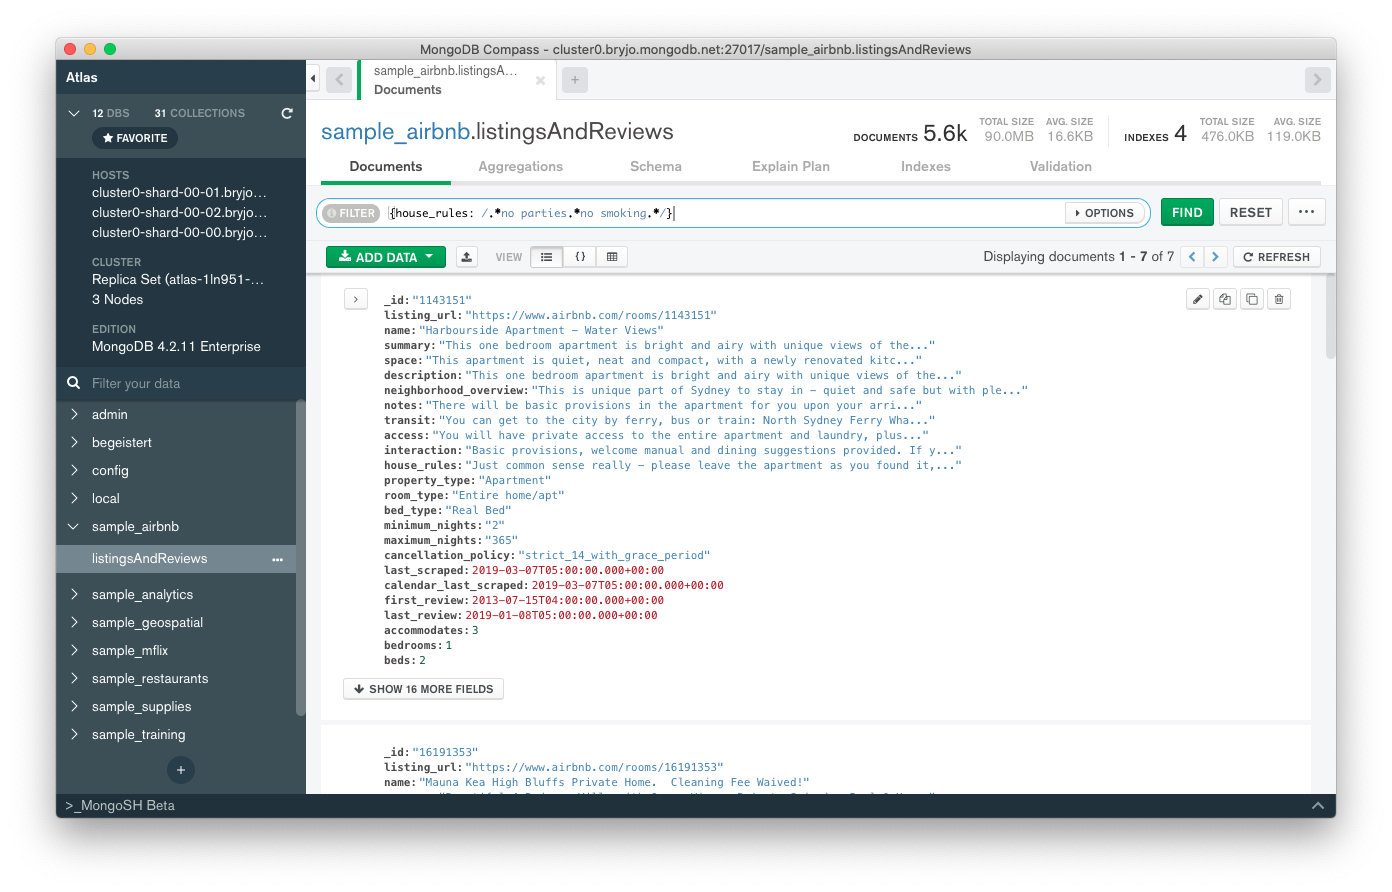 MongoDB Compass - cluster0.bryjo.mongodb.net:27017/sample_airbnb.listingsAndReviews
Atlas
12 DBS 31 COLLECTIONS
★ FAVORITE
HOSTS
cluster0-shard-00-01.bryjo...
cluster0-shard-00-02.bryjo...
cluster0-shard-00-00.bryjo...
CLUSTER
Replica Set (atlas-1ln951-...
3 Nodes
EDITION
MongoDB 4.2.11 Enterprise
Filter your data
admin
begeistert
config
local
sample_airbnb
listingsAndReviews
sample_analytics
sample_geospatial
sample_mflix
sample_restaurants
sample_supplies
sample_training
sample_airbnb.listingsA...
Documents
sample_airbnb.listingsAndReviews
DOCUMENTS 5.6k TOTAL SIZE 90.0MB AVG. SIZE 16.6KB INDEXES 4 TOTAL SIZE 476.0KB AVG. SIZE 119.0KB
Documents Aggregations Schema Explain Plan Indexes Validation
FILTER {house_rules: /.*no parties.*no smoking.*/} OPTIONS FIND RESET ...
ADD DATA VIEW {} Displaying documents 1 - 7 of 7 < > REFRESH
_id: "1143151"
listing_url: "https://www.airbnb.com/rooms/1143151"
name: "Harbourside Apartment - Water Views"
summary: "This one bedroom apartment is bright and airy with unique views of the..."
space: "This apartment is quiet, neat and compact, with a newly renovated kitc..."
description: "This one bedroom apartment is bright and airy with unique views of the..."
neighborhood_overview: "This is unique part of Sydney to stay in - quiet and safe but with ple..."
notes: "There will be basic provisions in the apartment for you upon your arri..."
transit: "You can get to the city by ferry, bus or train: North Sydney Ferry Wha..."
access: "You will have private access to the entire apartment and laundry, plus..."
interaction: "Basic provisions, welcome manual and dining suggestions provided. If y..."
house_rules: "Just common sense really - please leave the apartment as you found it,..."
property_type: "Apartment"
room_type: "Entire home/apt"
bed_type: "Real Bed"
minimum_nights: "2"
maximum_nights: "365"
cancellation_policy: "strict_14_with_grace_period"
last_scraped: 2019-03-07T05:00:00.000+00:00
calendar_last_scraped: 2019-03-07T05:00:00.000+00:00
first_review: 2013-07-15T04:00:00.000+00:00
last_review: 2019-01-08T05:00:00.000+00:00
accommodates: 3
bedrooms: 1
beds: 2
SHOW 16 MORE FIELDS
_id: "16191353"
listing_url: "https://www.airbnb.com/rooms/16191353"
name: "Mauna Kea High Bluffs Private Home.  Cleaning Fee Waived!"
>_MongoSH Beta